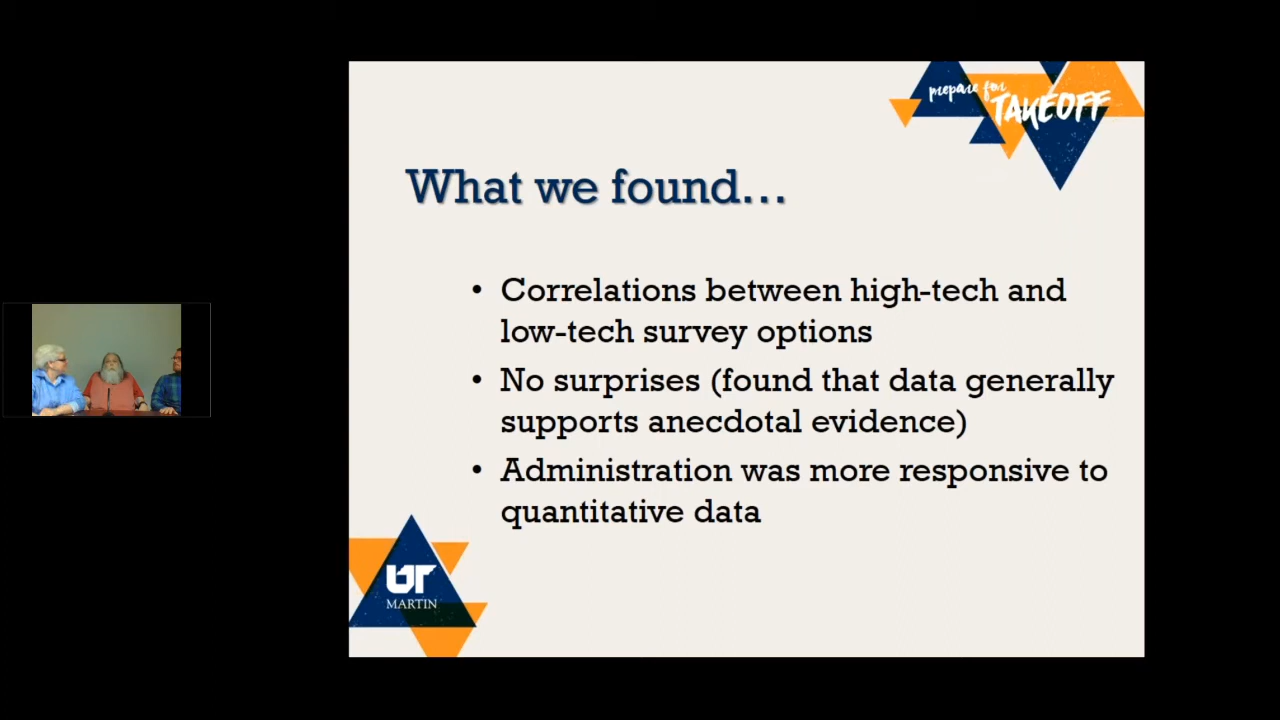 prepare for
TAKEOFF
What we found...
• Correlations between high-tech and
low-tech survey options
• No surprises (found that data generally
supports anecdotal evidence)
• Administration was more responsive to
quantitative data
UT
MARTIN